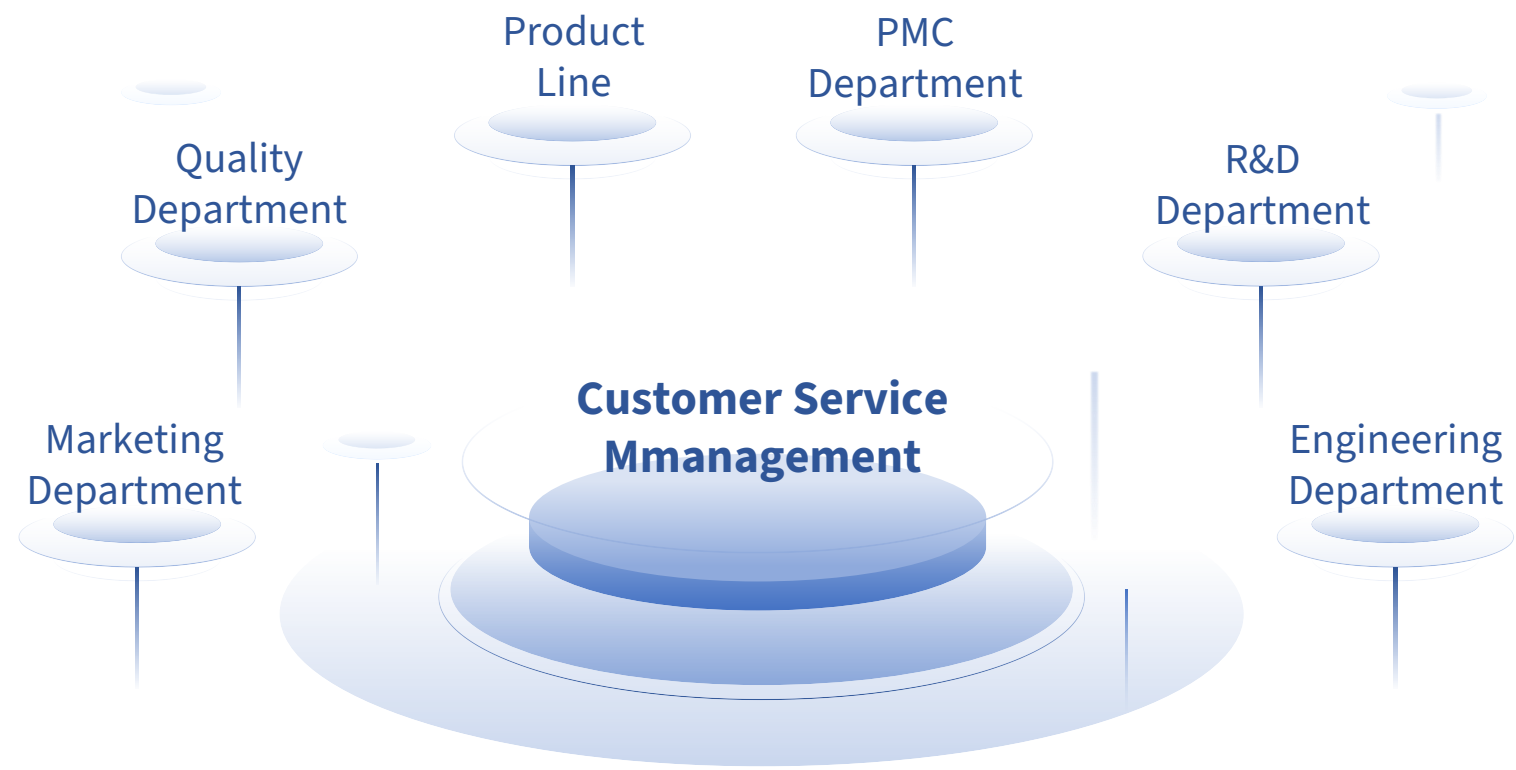 Product
Line
PMC
Department
Quality
Department
R&D
Department
Customer Service
Mmanagement
Marketing
Department
Engineering
Department